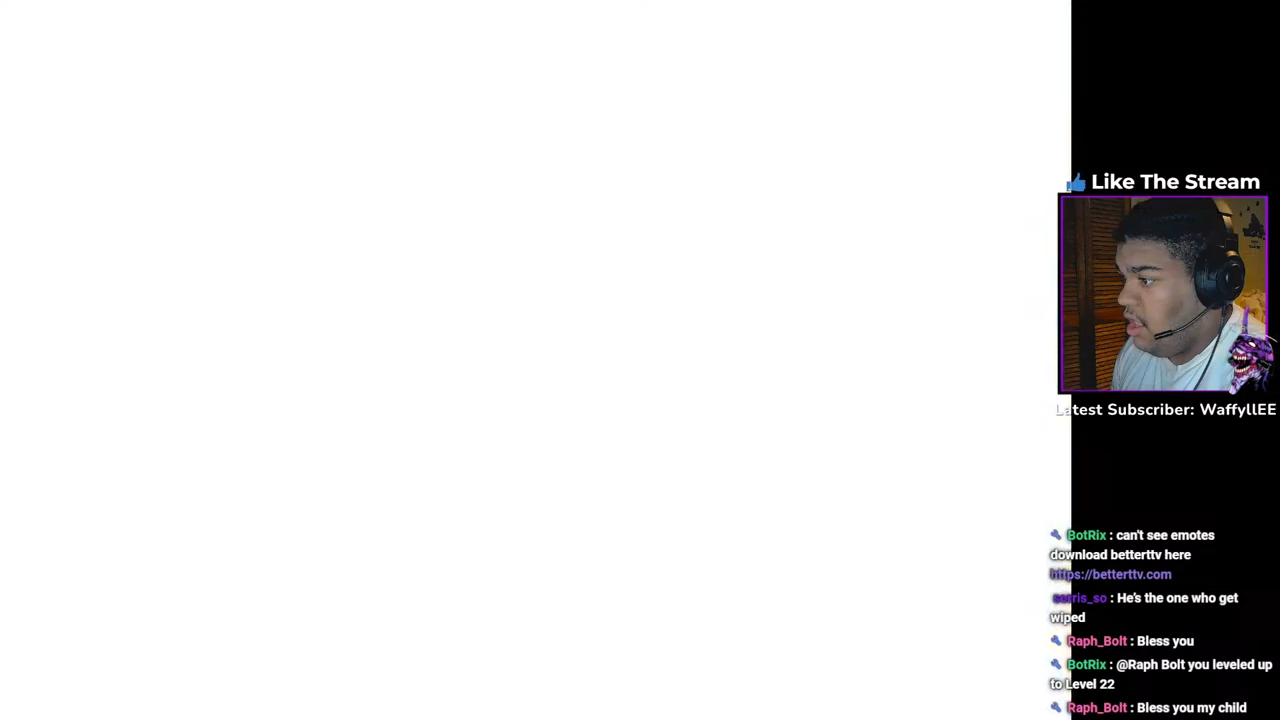 Like The Stream
Latest Subscriber: WaffyllEE
BotRix : can't see emotes
download betterttv here
https://betterttv.com
serris_so : He's the one who get
wiped
Raph_Bolt : Bless you
BotRix : @Raph Bolt you leveled up
to Level 22
Raph_Bolt : Bless you my child